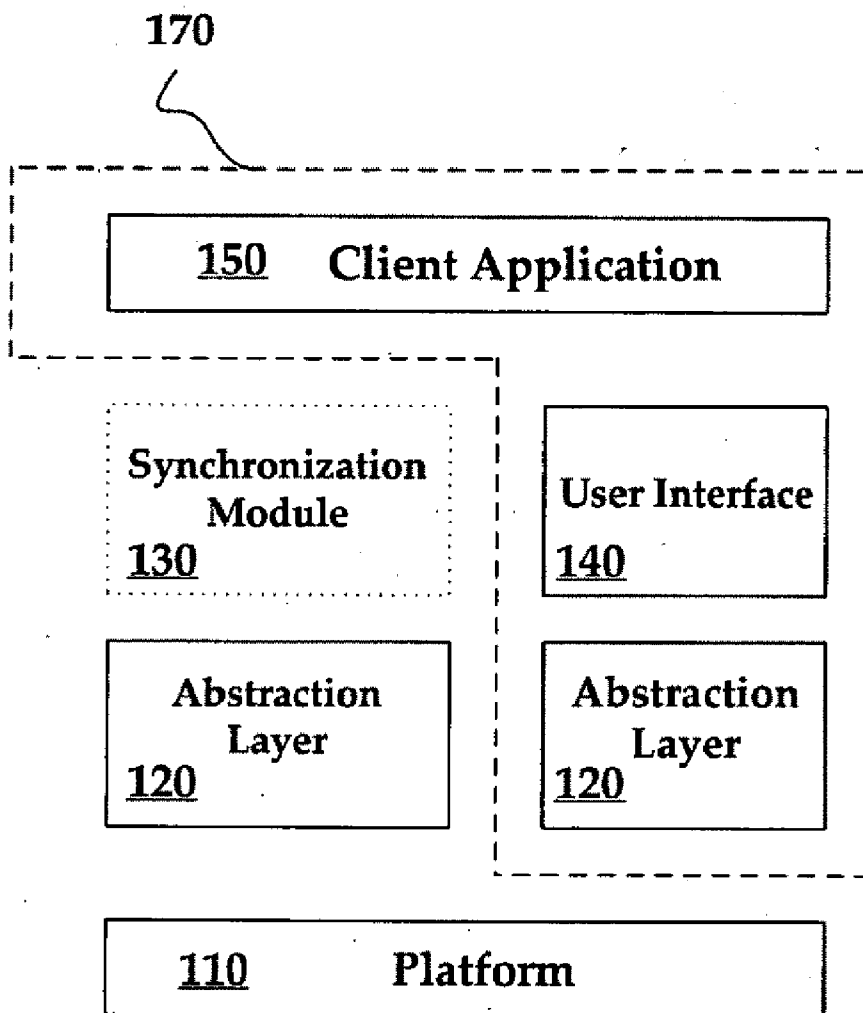 170
150 Client Application
Synchronization
Module
130
User Interface
140
Abstraction
Layer
120
Abstraction
Layer
120
110 Platform